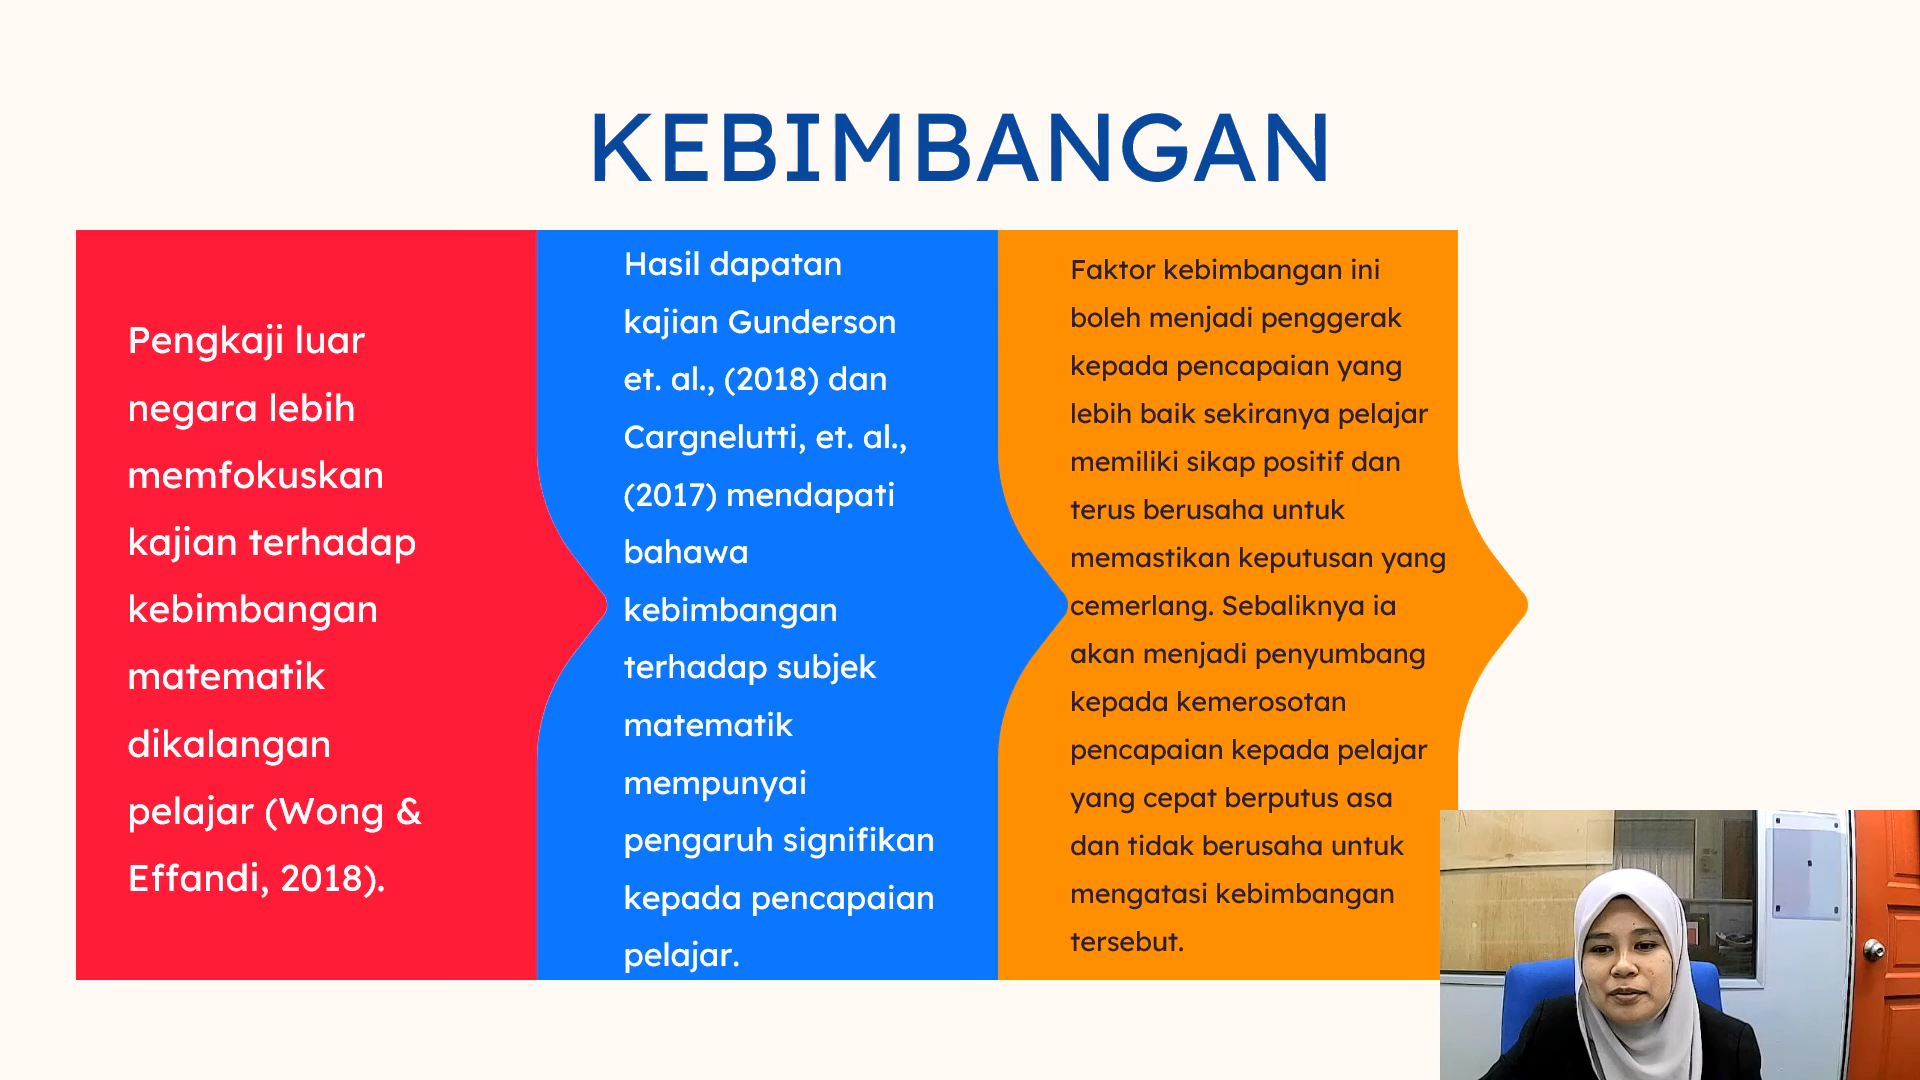 KEBIMBANGAN
Pengkaji luar
negara lebih
memfokuskan
kajian terhadap
kebimbangan
matematik
dikalangan
pelajar (Wong &
Effandi, 2018).
Hasil dapatan
kajian Gunderson
et. al., (2018) dan
Cargnelutti, et. al.,
(2017) mendapati
bahawa
kebimbangan
terhadap subjek
matematik
mempunyai
pengaruh signifikan
kepada pencapaian
pelajar.
Faktor kebimbangan ini
boleh menjadi penggerak
kepada pencapaian yang
lebih baik sekiranya pelajar
memiliki sikap positif dan
terus berusaha untuk
memastikan keputusan yang
cemerlang. Sebaliknya ia
akan menjadi penyumbang
kepada kemerosotan
pencapaian kepada pelajar
yang cepat berputus asa
dan tidak berusaha untuk
mengatasi kebimbangan
tersebut.